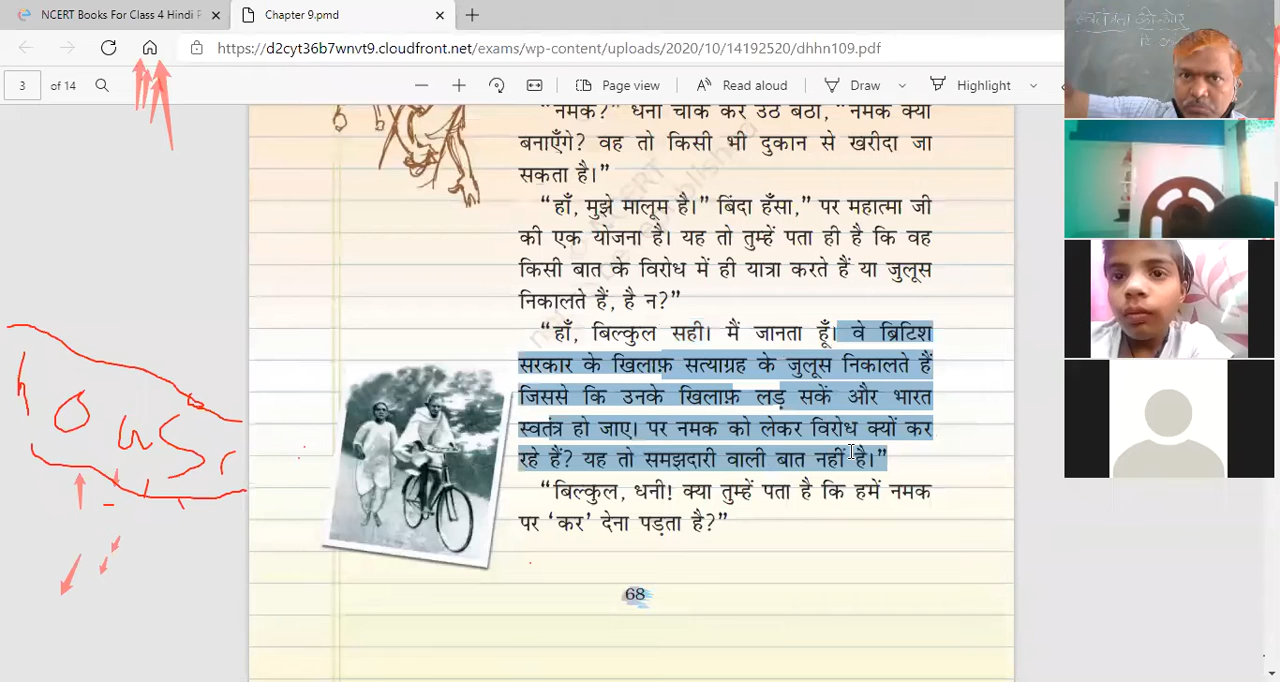 NCERT Books For Class 4 Hindi P
Chapter 9.pmd
https://d2cyt36b7wnvt9.cloudfront.net/exams/wp-content/uploads/2020/10/14192520/dhhn109.pdf
3 of 14
Page view
Read aloud
Draw
Highlight
“नमक?” धनी चौंक कर उठ बैठा, “नमक क्यों
बनाएँगे? वह तो किसी भी दुकान से खरीदा जा
सकता है।”
“हाँ, मुझे मालूम है।” बिंदा हँसा,” पर महात्मा जी
की एक योजना है। यह तो तुम्हें पता ही है कि वह
किसी बात के विरोध में ही यात्रा करते हैं या जुलूस
निकालते हैं, है न?”
“हाँ, बिल्कुल सही। मैं जानता हूँ। वे ब्रिटिश
सरकार के खिलाफ़ सत्याग्रह के जुलूस निकालते हैं
जिससे कि उनके खिलाफ़ लड़ सकें और भारत
स्वतंत्र हो जाए। पर नमक को लेकर विरोध क्यों कर
रहे हैं? यह तो समझदारी वाली बात नहीं है।”
“बिल्कुल, धनी! क्या तुम्हें पता है कि हमें नमक
पर ‘कर’ देना पड़ता है?”
68